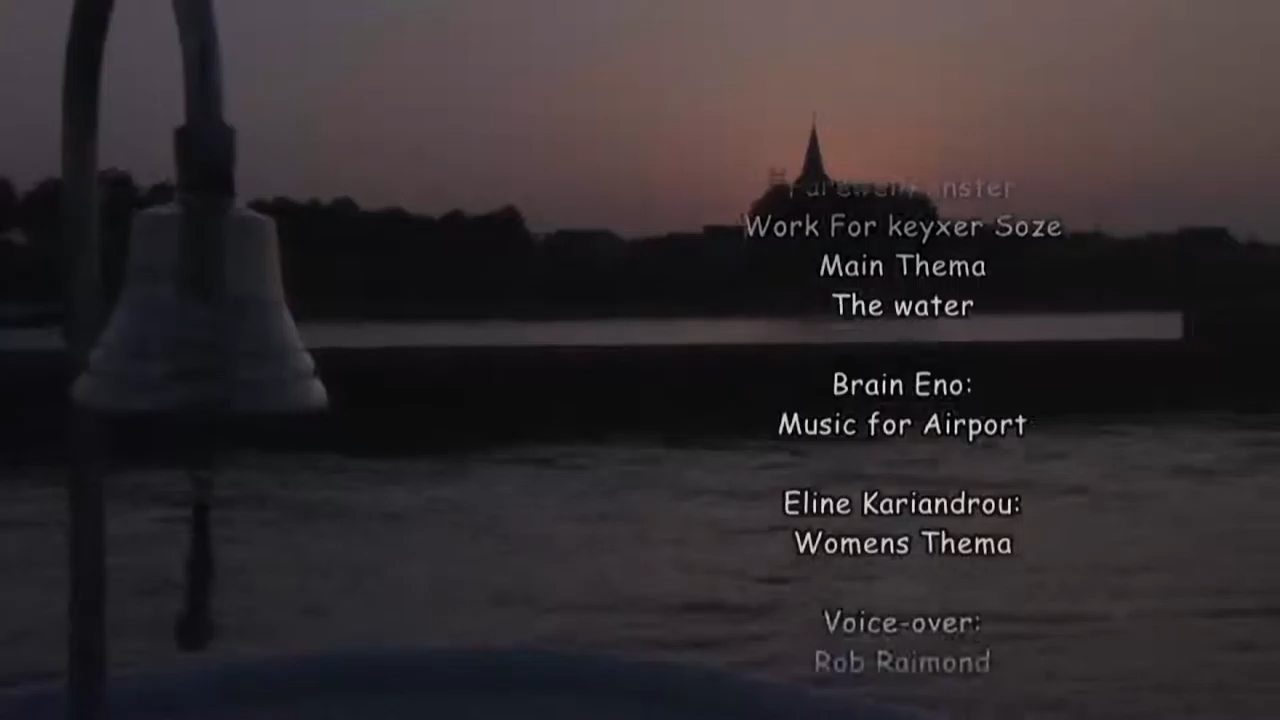 Work For keyxer Soze
Main Thema
The water
Brain Eno:
Music for Airport
Eline Kariandrou:
Womens Thema
Voice-over:
Rob Raimond